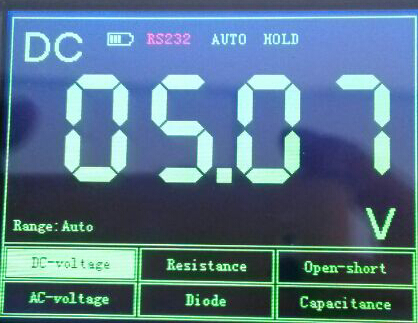 DC RS232 AUTO HOLD
05.07
V
Range:Auto
DC-voltage Resistance Open-short
AC-voltage Diode Capacitance